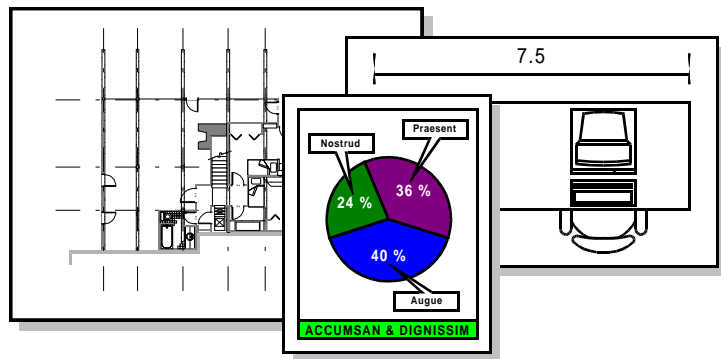 7.5
Praesent
Nostrud
36 %
24 %
40 %
Augue
ACCUMSAN & DIGNISSIM